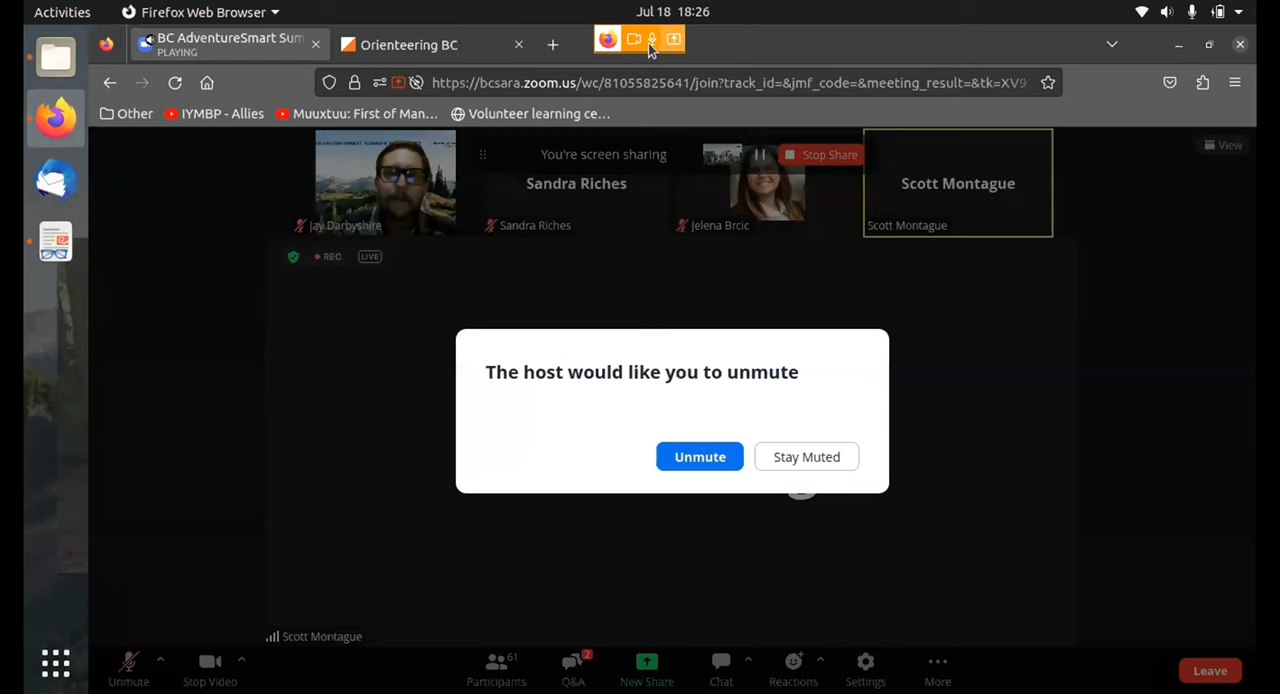 Activities
Firefox Web Browser
Jul 18 18:26
BC AdventureSmart Sum
PLAYING
Orienteering BC
https://bcsara.zoom.us/wc/81055825641/join?track_id=&jmf_code=&meeting_result=&tk=XV9
Other
IYMBP - Allies
Muuxtuu: First of Man...
Volunteer learning ce...
You're screen sharing
Stop Share
View
Sandra Riches
Scott Montague
Jay Darbyshire
Sandra Riches
Jelena Brcic
Scott Montague
REC
LIVE
The host would like you to unmute
Unmute
Stay Muted
Scott Montague
Unmute
Stop Video
61
Participants
2
Q&A
New Share
Chat
Reactions
Settings
More
Leave